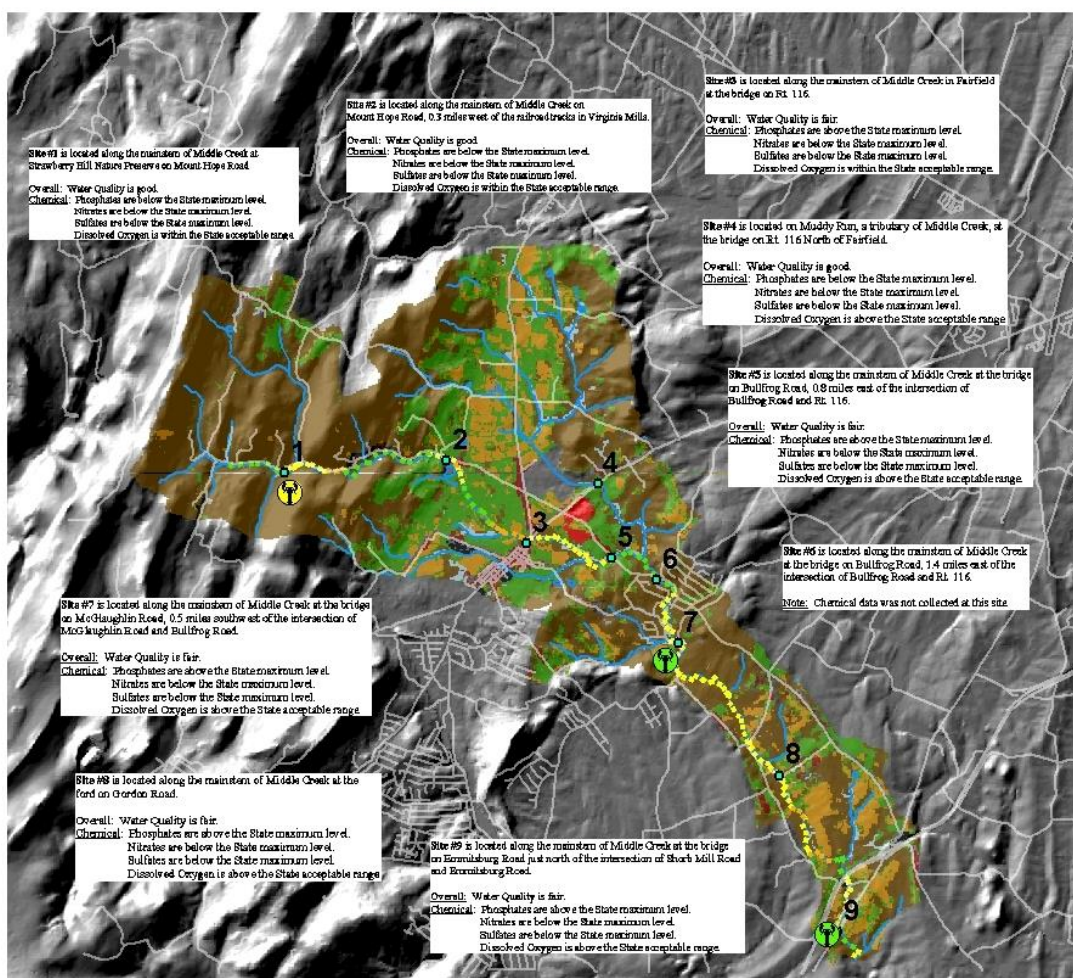 Site #1 is located along the mainstem of Middle Creek at
Strawberry Hill Nature Preserve on Mount Hope Road
Overall: Water Quality is good.
Chemical: Phosphates are below the State maximum level.
Nitrates are below the State maximum level.
Sulfates are below the State maximum level.
Dissolved Oxygen is within the State acceptable range.
Site #2 is located along the mainstem of Middle Creek on
Mount Hope Road, 0.3 miles west of the railroad tracks in Virginia Mills.
Overall: Water Quality is good.
Chemical: Phosphates are below the State maximum level.
Nitrates are below the State maximum level.
Sulfates are below the State maximum level.
Dissolved Oxygen is within the State acceptable range.
Site #3 is located along the mainstem of Middle Creek in Fairfield
at the bridge on Rt. 116.
Overall: Water Quality is fair.
Chemical: Phosphates are above the State maximum level.
Nitrates are below the State maximum level.
Sulfates are below the State maximum level.
Dissolved Oxygen is within the State acceptable range.
Site #4 is located on Muddy Run, a tributary of Middle Creek, at
the bridge on Rt. 116 North of Fairfield.
Overall: Water Quality is good.
Chemical: Phosphates are below the State maximum level.
Nitrates are below the State maximum level.
Sulfates are below the State maximum level.
Dissolved Oxygen is above the State acceptable range
Site #5 is located along the mainstem of Middle Creek at the bridge
on Bullfrog Road, 0.8 miles east of the intersection of
Bullfrog Road and Rt. 116.
Overall: Water Quality is fair.
Chemical: Phosphates are above the State maximum level.
Nitrates are below the State maximum level.
Sulfates are below the State maximum level.
Dissolved Oxygen is above the State acceptable range.
1
2
3
4
5
6
7
8
9
Site #6 is located along the mainstem of Middle Creek
at the bridge on Bullfrog Road, 1.4 miles east of the
intersection of Bullfrog Road and Rt. 116.
Note: Chemical data was not collected at this site
Site #7 is located along the mainstem of Middle Creek at the bridge
on McGlaughlin Road, 0.5 miles southwest of the intersection of
McGlaughlin Road and Bullfrog Road.
Overall: Water Quality is fair.
Chemical: Phosphates are above the State maximum level.
Nitrates are below the State maximum level.
Sulfates are below the State maximum level.
Dissolved Oxygen is above the State acceptable range
Site #8 is located along the mainstem of Middle Creek at the
ford on Gordon Road.
Overall: Water Quality is fair.
Chemical: Phosphates are above the State maximum level.
Nitrates are below the State maximum level.
Sulfates are below the State maximum level.
Dissolved Oxygen is above the State acceptable range
Site #9 is located along the mainstem of Middle Creek at the bridge
on Emmitsburg Road just north of the intersection of Shorb Mill Road
and Emmitsburg Road.
Overall: Water Quality is fair.
Chemical: Phosphates are above the State maximum level.
Nitrates are below the State maximum level.
Sulfates are below the State maximum level.
Dissolved Oxygen is above the State acceptable range.